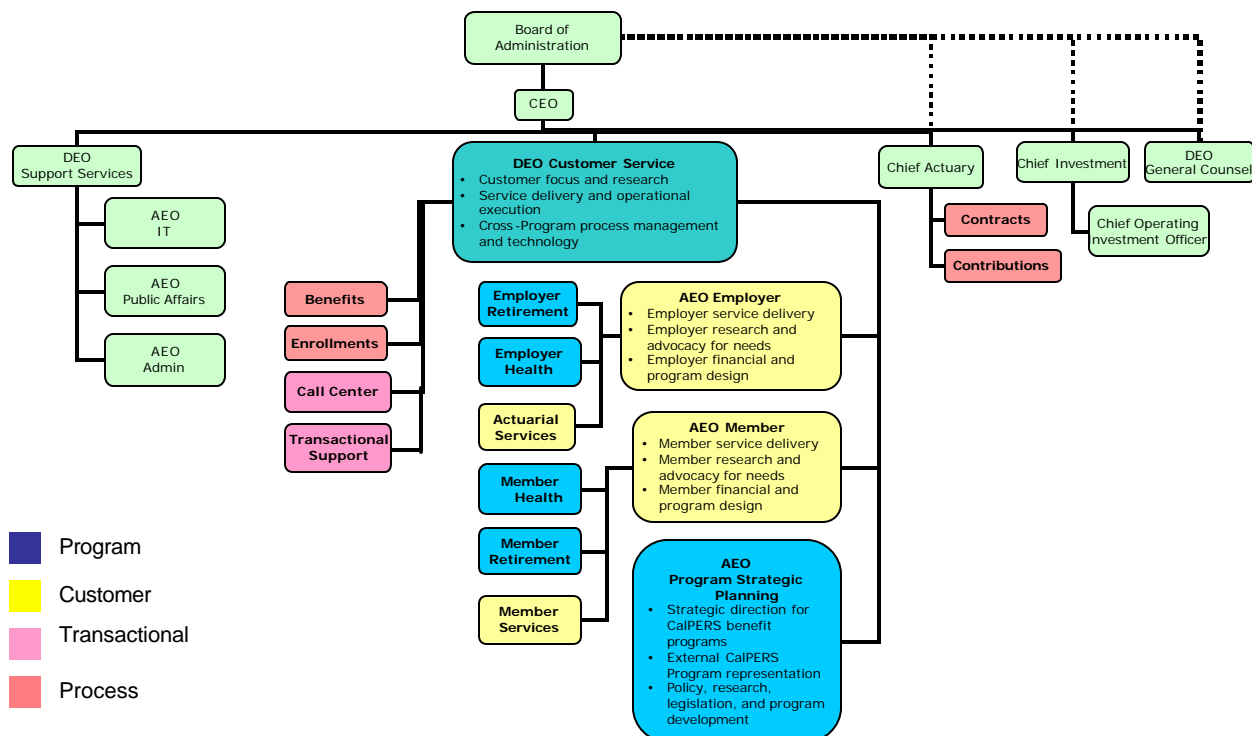 Board of
Administration
CEO
DEO
Support Services
AEO
IT
AEO
Public Affairs
AEO
Admin
DEO Customer Service
• Customer focus and research
• Service delivery and operational
execution
• Cross-Program process management
and technology
Chief Actuary
Contracts
Contributions
Chief Investment
Chief Operating
Investment Officer
DEO
General Counsel
Benefits
Enrollments
Call Center
Transactional
Support
Employer
Retirement
Employer
Health
Actuarial
Services
AEO Employer
• Employer service delivery
• Employer research and
advocacy for needs
• Employer financial and
program design
Member
Health
Member
Retirement
Member
Services
AEO Member
• Member service delivery
• Member research and
advocacy for needs
• Member financial and
program design
AEO
Program Strategic
Planning
• Strategic direction for
CalPERS benefit
programs
• External CalPERS
Program representation
• Policy, research,
legislation, and program
development
Program
Customer
Transactional
Process